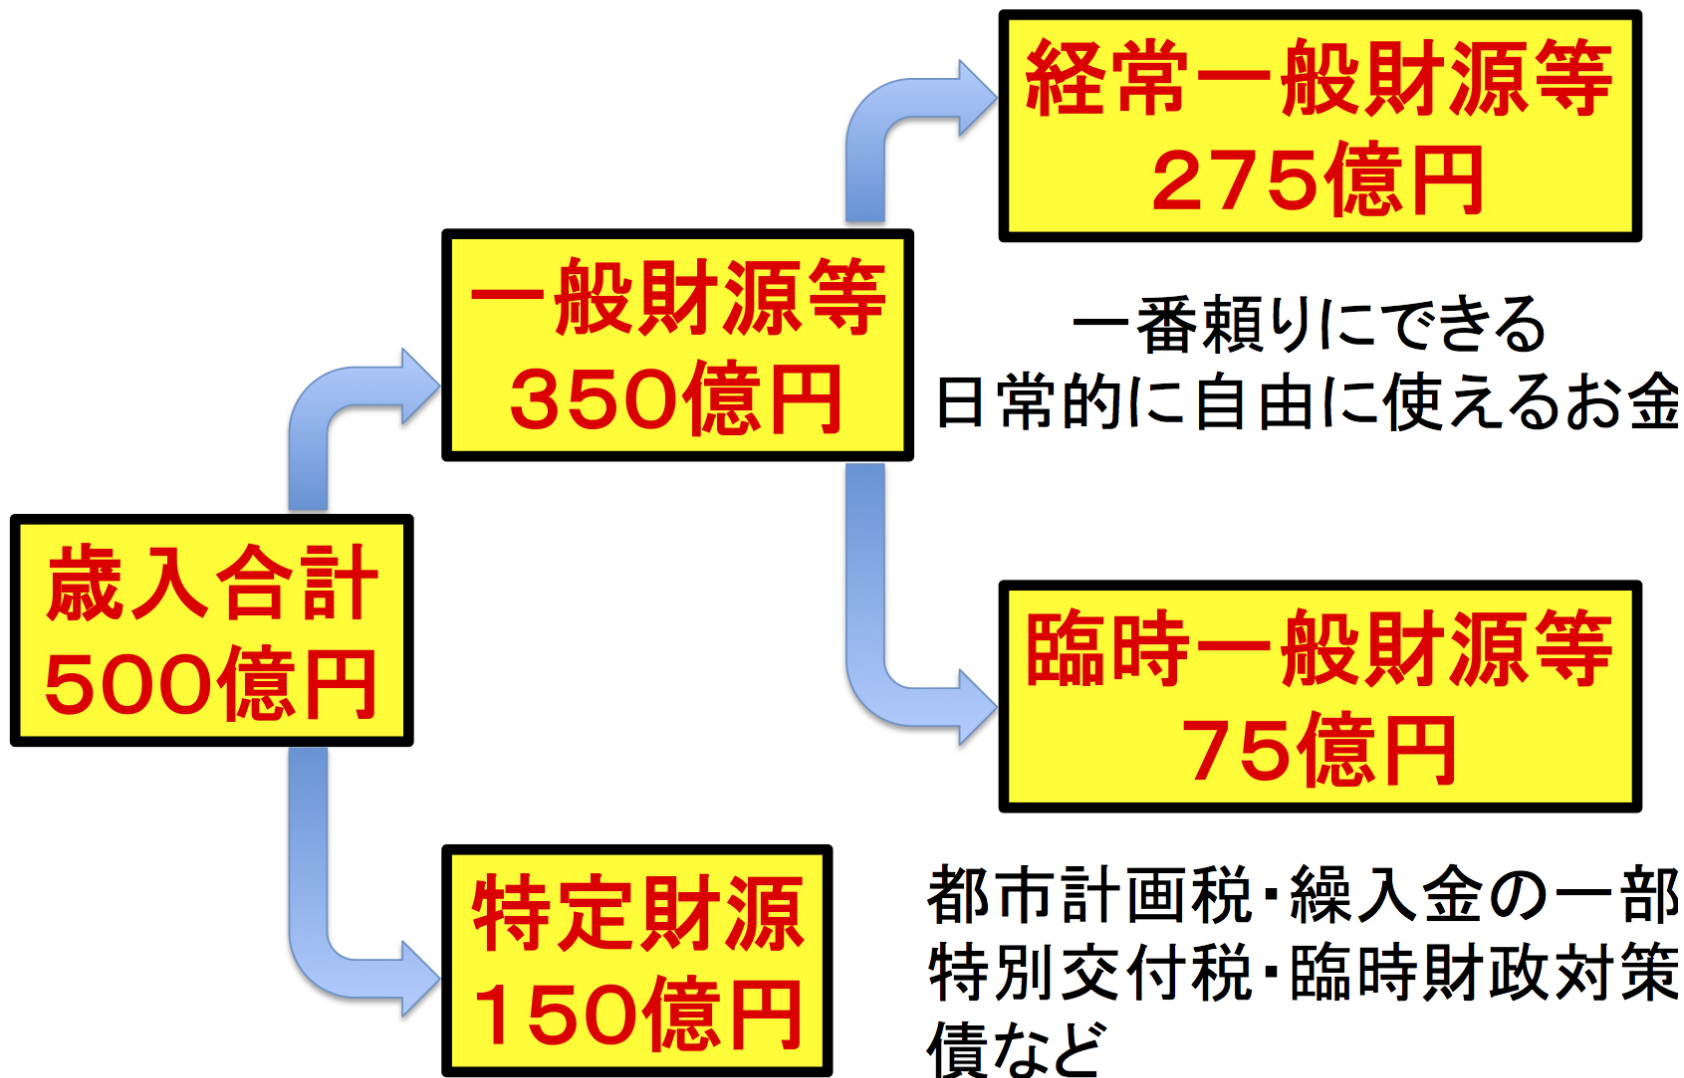 経常一般財源等
275億円
一般財源等
350億円
一番頼りにできる
日常的に自由に使えるお金
歳入合計
500億円
臨時一般財源等
75億円
特定財源
150億円
都市計画税・繰入金の一部
特別交付税・臨時財政対策
債など